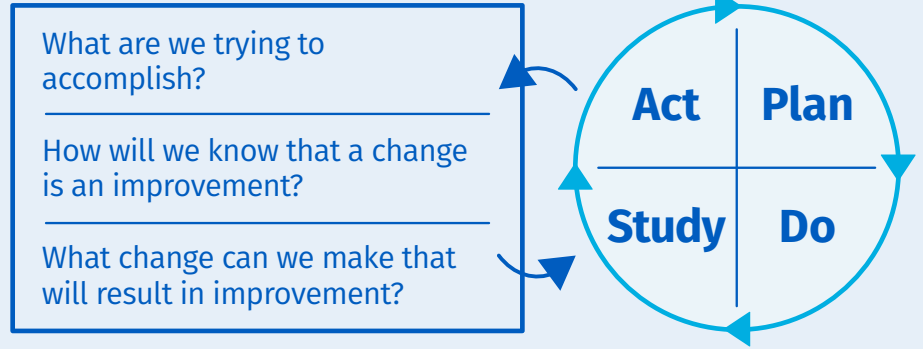 What are we trying to
accomplish?
How will we know that a change
is an improvement?
What change can we make that
will result in improvement?
Act
Plan
Study
Do